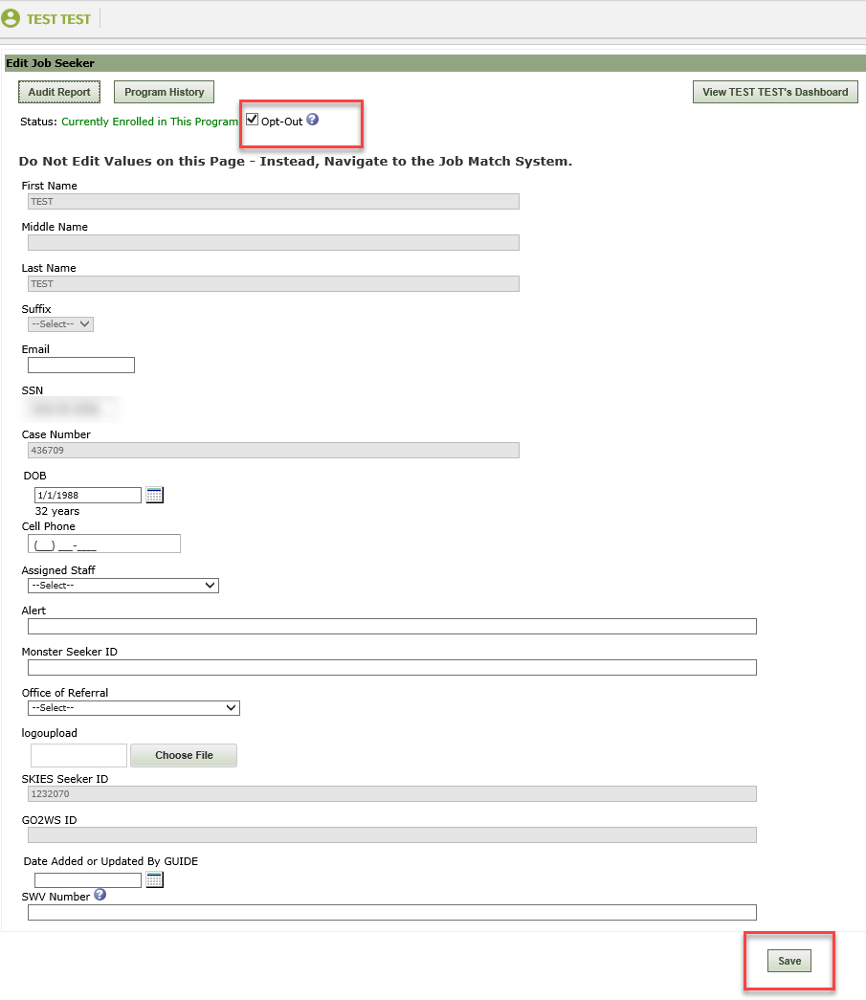 TEST TEST
Edit Job Seeker
Audit Report Program History View TEST TEST's Dashboard
Status: Currently Enrolled in This Program Opt-Out ?
Do Not Edit Values on this Page - Instead, Navigate to the Job Match System.
First Name
TEST
Middle Name
Last Name
TEST
Suffix
--Select--
Email
SSN
Case Number
436709
DOB
1/1/1988
32 years
Cell Phone
(__) ___-____
Assigned Staff
--Select--
Alert
Monster Seeker ID
Office of Referral
--Select--
logoupload
Choose File
SKIES Seeker ID
1232070
GO2WS ID
Date Added or Updated By GUIDE
SWV Number ?
Save